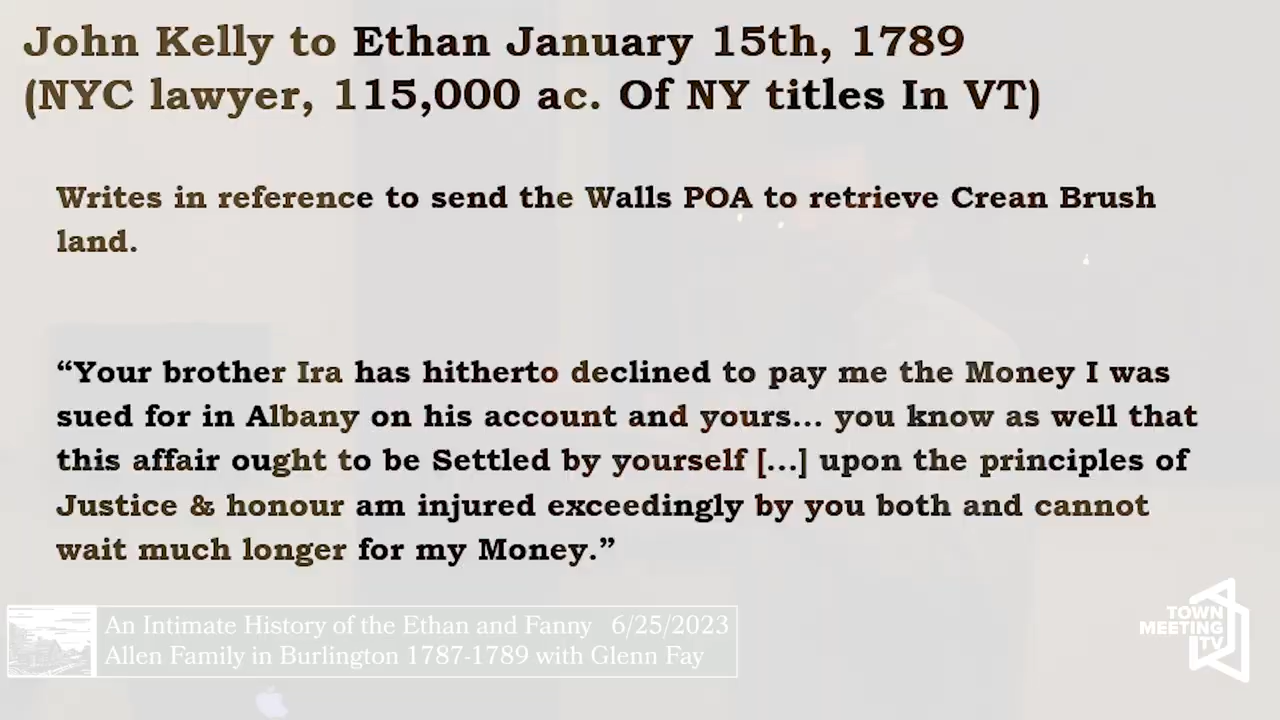 John Kelly to Ethan January 15th, 1789
(NYC lawyer, 115,000 ac. Of NY titles In VT)
Writes in reference to send the Walls POA to retrieve Crean Brush
land.
“Your brother Ira has hitherto declined to pay me the Money I was
sued for in Albany on his account and yours... you know as well that
this affair ought to be Settled by yourself [...] upon the principles of
Justice & honour am injured exceedingly by you both and cannot
wait much longer for my Money.”
An Intimate History of the Ethan and Fanny 6/25/2023
Allen Family in Burlington 1787-1789 with Glenn Fay
TOWN
MEETING
TV